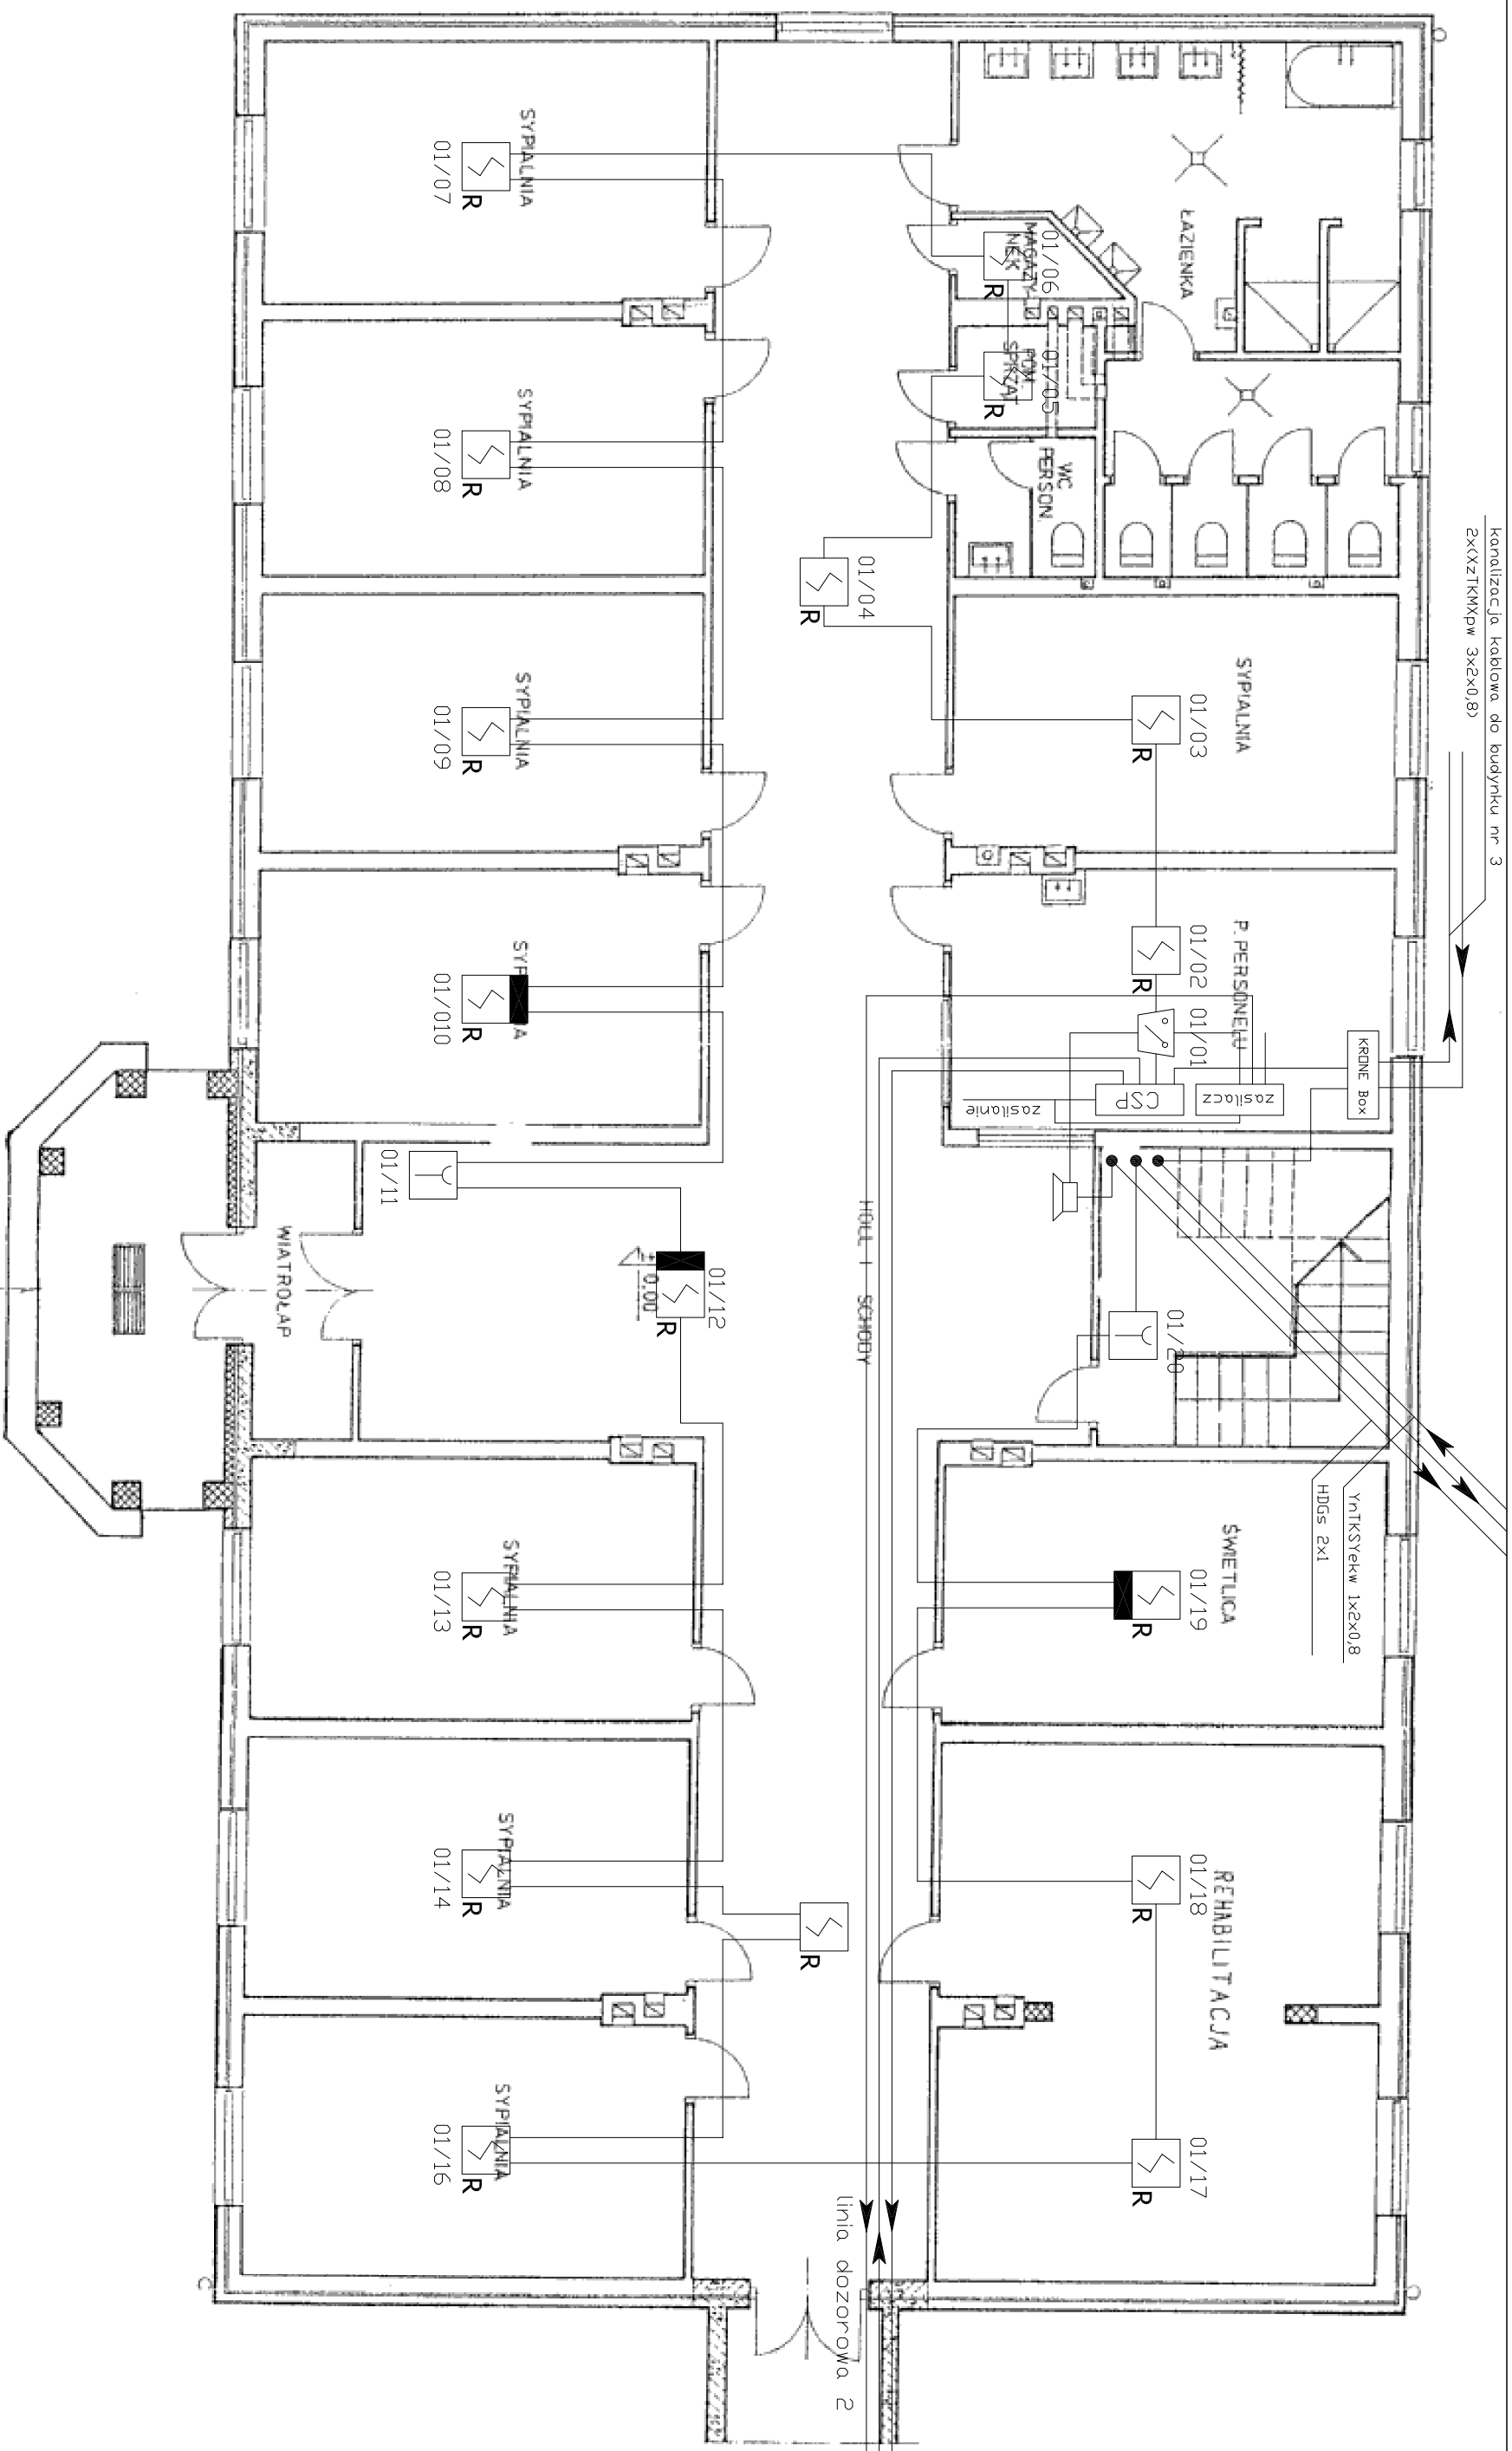 kanalizacja kablowa do budynku nr 3
2x(XzTKMXpw 3x2x0,8)
ŁAZIENKA
01/06
MAGAZY-
NEK
R
01/05
POM.
SPRZĄT.
R
WC
PERSON.
SYPIALNIA
01/03
R
P. PERSONELU
01/02
R
01/01
KRONE Box
zasilacz
CSP
zasilanie
01/04
R
SYPIALNIA
01/07
R
SYPIALNIA
01/08
R
SYPIALNIA
01/09
R
01/010
R
01/11
WIATROŁAP
01/12
± 0.00
R
HOLL I SCHODY
01/20
YnTKSYekw 1x2x0,8
HDGs 2x1
ŚWIETLICA
01/19
R
REHABILITACJA
01/18
R
01/17
R
SYPIALNIA
01/13
R
SYPIALNIA
01/14
R
R
SYPIALNIA
01/16
R
linia dozorowa 2